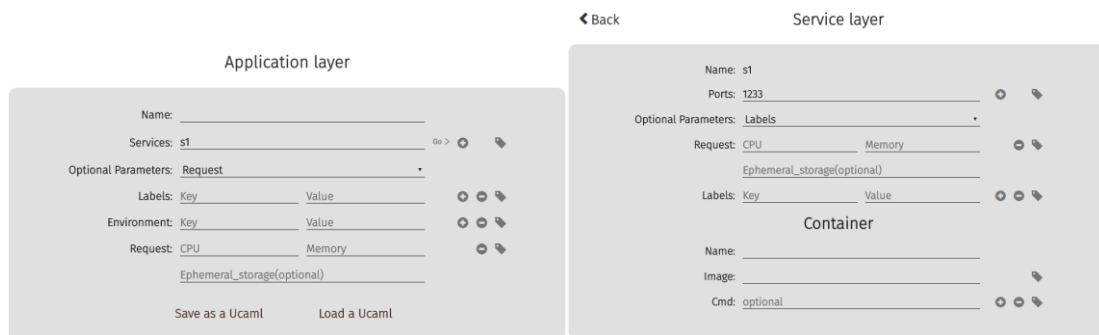 Application layer
Name:
Services: s1 Go >
Optional Parameters: Request
Labels: Key Value
Environment: Key Value
Request: CPU Memory
Ephemeral_storage(optional)
Save as a Ucaml Load a Ucaml
Back Service layer
Name: s1
Ports: 1233
Optional Parameters: Labels
Request: CPU Memory
Ephemeral_storage(optional)
Labels: Key Value
Container
Name:
Image:
Cmd: optional